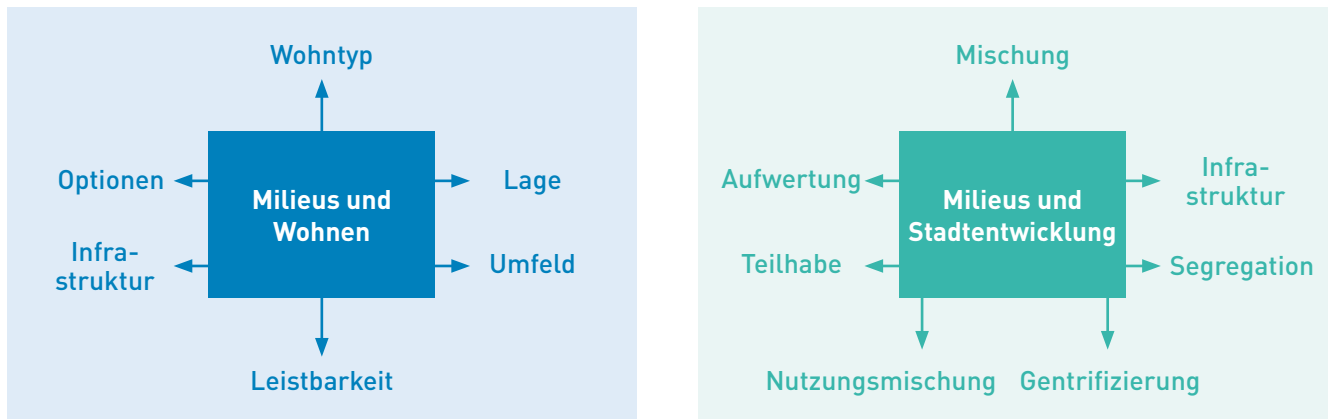 Wohntyp
Optionen
Lage
Milieus und
Wohnen
Infra-
struktur
Umfeld
Leistbarkeit
Mischung
Aufwertung
Infra-
struktur
Milieus und
Stadtentwicklung
Teilhabe
Segregation
Nutzungsmischung
Gentrifizierung